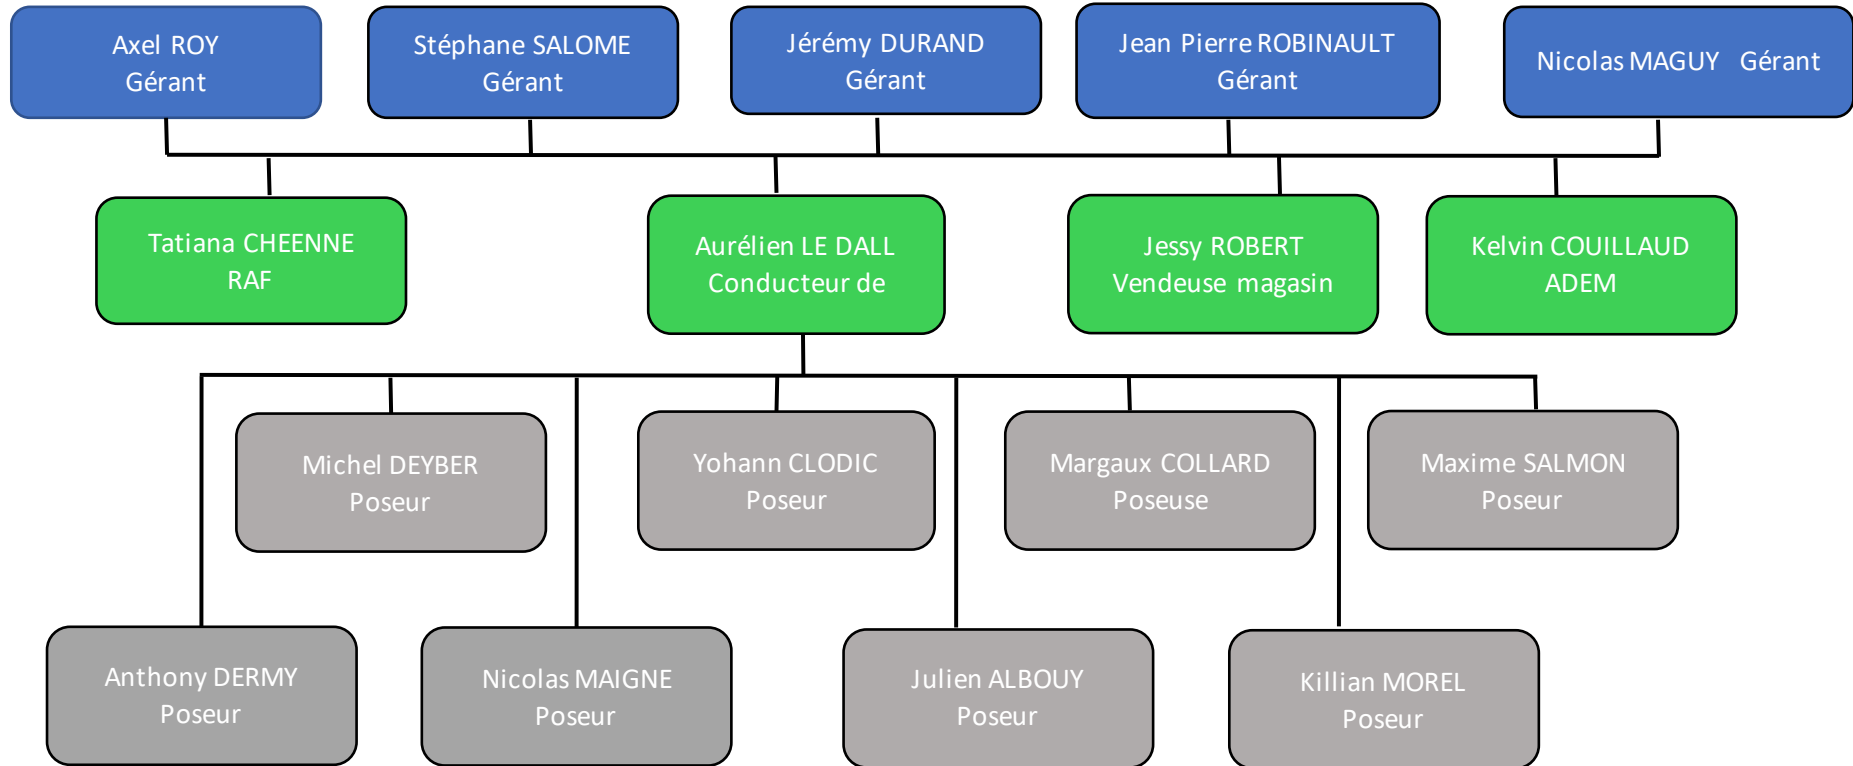 Axel ROY
Gérant
Stéphane SALOME
Gérant
Jérémy DURAND
Gérant
Jean Pierre ROBINAULT
Gérant
Nicolas MAGUY Gérant
Tatiana CHEENNE
RAF
Aurélien LE DALL
Conducteur de
Jessy ROBERT
Vendeuse magasin
Kelvin COUILLAUD
ADEM
Michel DEYBER
Poseur
Yohann CLODIC
Poseur
Margaux COLLARD
Poseuse
Maxime SALMON
Poseur
Anthony DERMY
Poseur
Nicolas MAIGNE
Poseur
Julien ALBOUY
Poseur
Killian MOREL
Poseur